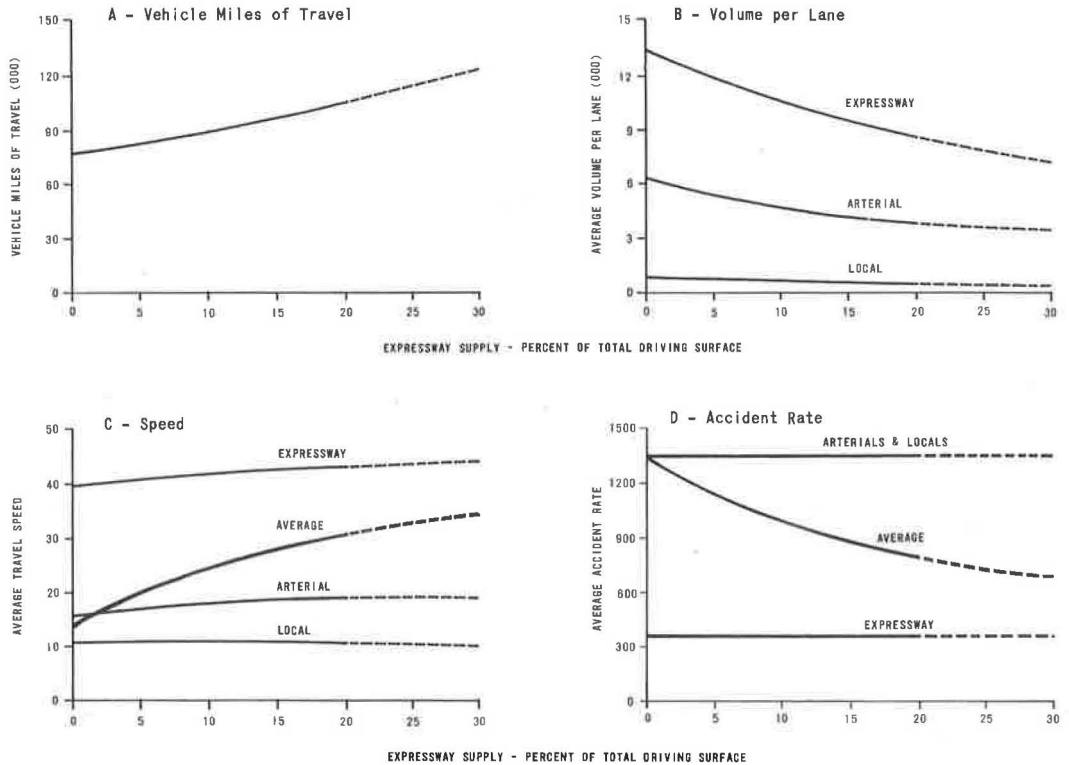 A - Vehicle Miles of Travel
VEHICLE MILES OF TRAVEL (000)
150
120
90
60
30
0
0 5 10 15 20 25 30
B - Volume per Lane
AVERAGE VOLUME PER LANE (000)
15
12
9
6
3
0
EXPRESSWAY
ARTERIAL
LOCAL
0 5 10 15 20 25 30
EXPRESSWAY SUPPLY - PERCENT OF TOTAL DRIVING SURFACE
C - Speed
AVERAGE TRAVEL SPEED
50
40
30
20
10
0
EXPRESSWAY
AVERAGE
ARTERIAL
LOCAL
0 5 10 15 20 25 30
D - Accident Rate
AVERAGE ACCIDENT RATE
1500
1200
900
600
300
0
ARTERIALS & LOCALS
AVERAGE
EXPRESSWAY
0 5 10 15 20 25 30
EXPRESSWAY SUPPLY - PERCENT OF TOTAL DRIVING SURFACE